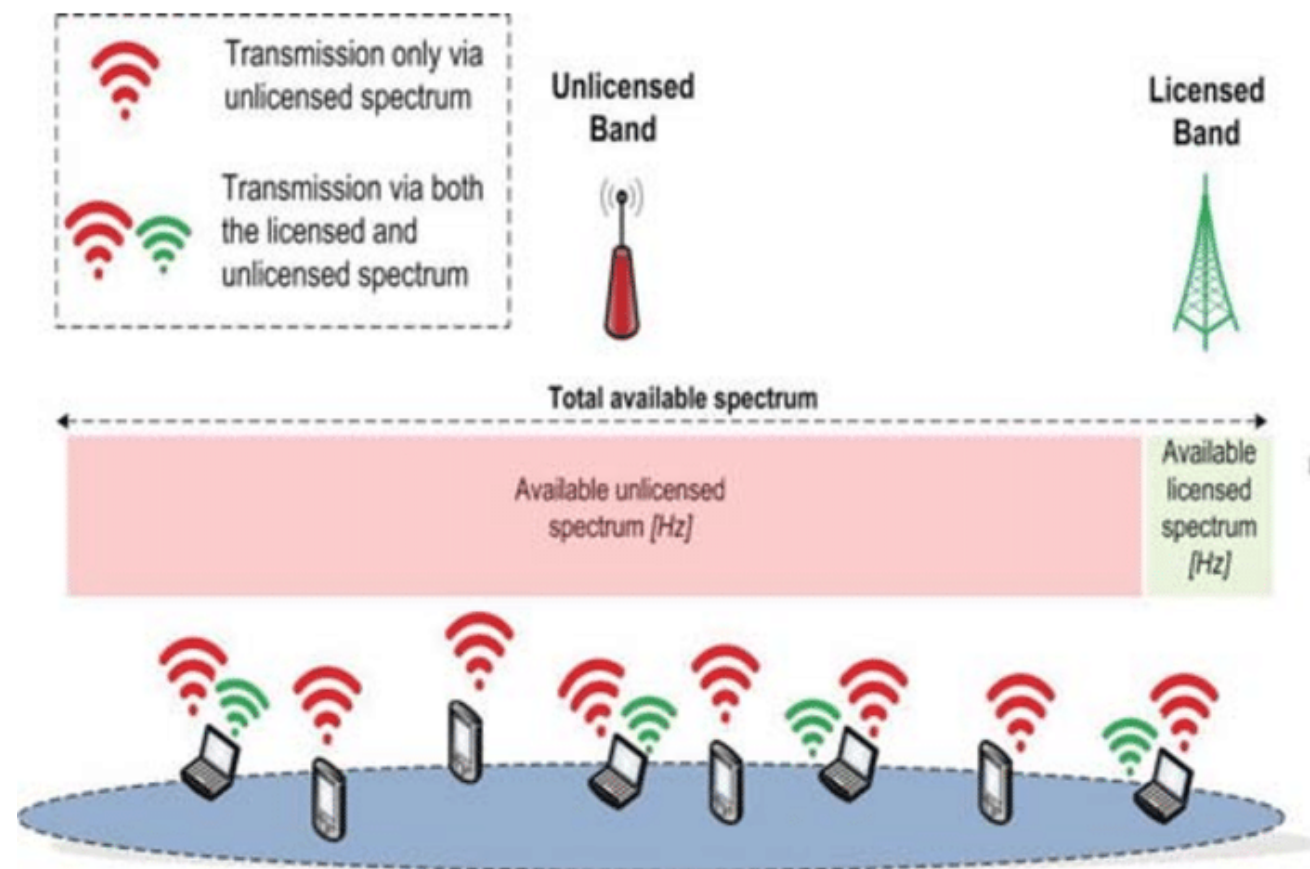 Transmission only via
unlicensed spectrum
Transmission via both
the licensed and
unlicensed spectrum
Unlicensed
Band
Licensed
Band
Total available spectrum
Available unlicensed
spectrum [Hz]
Available
licensed
spectrum
[Hz]